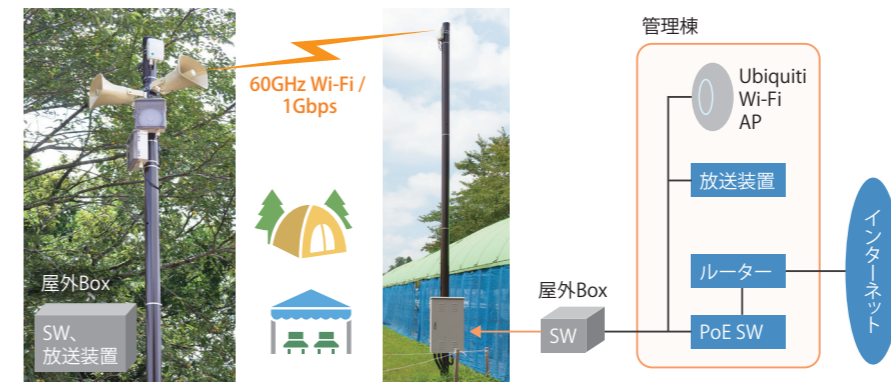 60GHz Wi-Fi /
1Gbps
屋外Box
SW、
放送装置
屋外Box
SW
管理棟
Ubiquiti
Wi-Fi
AP
放送装置
ルーター
PoE SW
インターネット